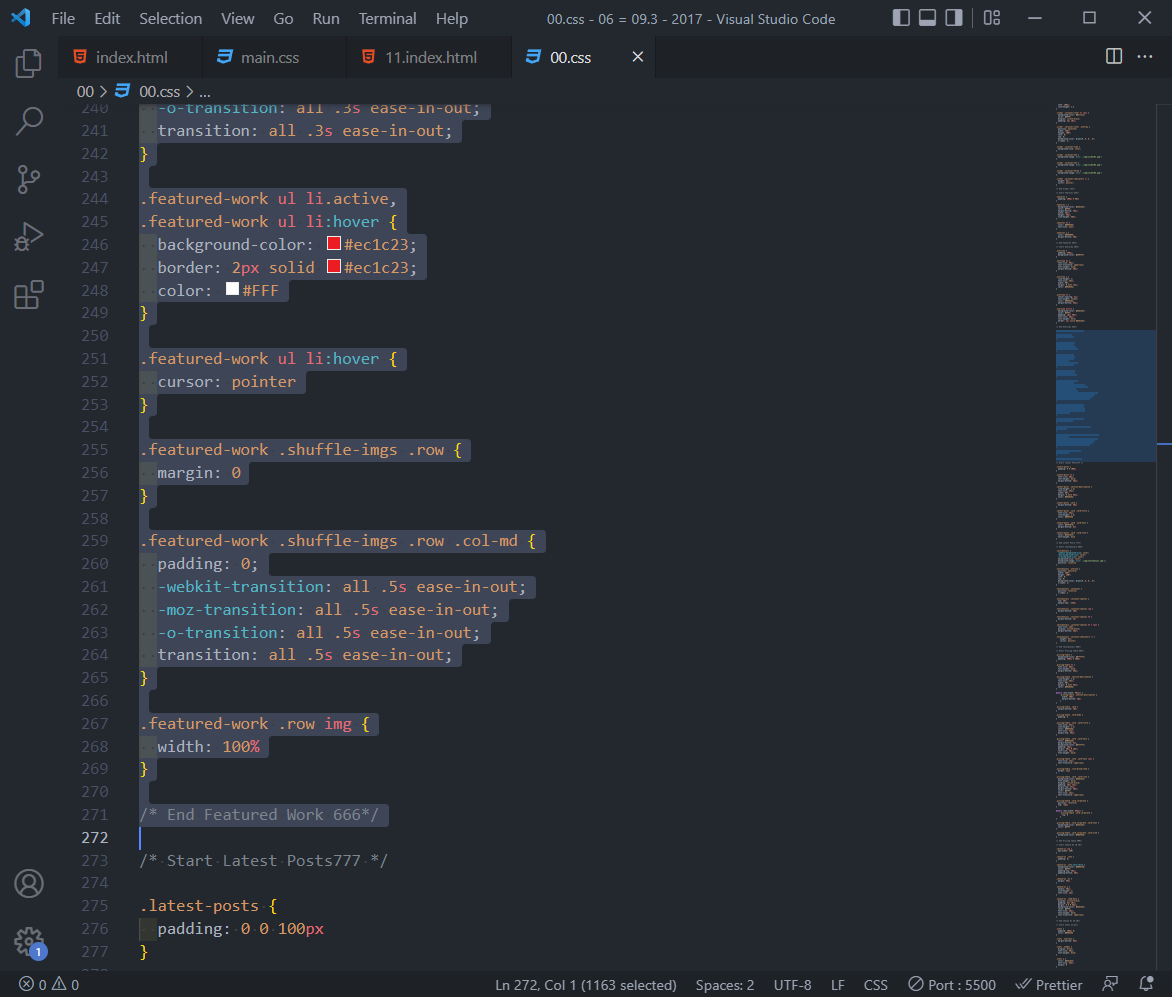 File Edit Selection View Go Run Terminal Help 00.css - 06 = 09.3 - 2017 - Visual Studio Code
index.html main.css 11.index.html 00.css
00 > 00.css > ...
240 -o-transition: all .3s ease-in-out;
241 transition: all .3s ease-in-out;
242 }
243
244 .featured-work ul li.active,
245 .featured-work ul li:hover {
246 background-color: #ec1c23;
247 border: 2px solid #ec1c23;
248 color: #FFF
249 }
250
251 .featured-work ul li:hover {
252 cursor: pointer
253 }
254
255 .featured-work .shuffle-imgs .row {
256 margin: 0
257 }
258
259 .featured-work .shuffle-imgs .row .col-md {
260 padding: 0;
261 -webkit-transition: all .5s ease-in-out;
262 -moz-transition: all .5s ease-in-out;
263 -o-transition: all .5s ease-in-out;
264 transition: all .5s ease-in-out;
265 }
266
267 .featured-work .row img {
268 width: 100%
269 }
270
271 /* End Featured Work 666*/
272
273 /* Start Latest Posts777 */
274
275 .latest-posts {
276 padding: 0 0 100px
277 }
1
0 0 Ln 272, Col 1 (1163 selected) Spaces: 2 UTF-8 LF CSS Port : 5500 Prettier